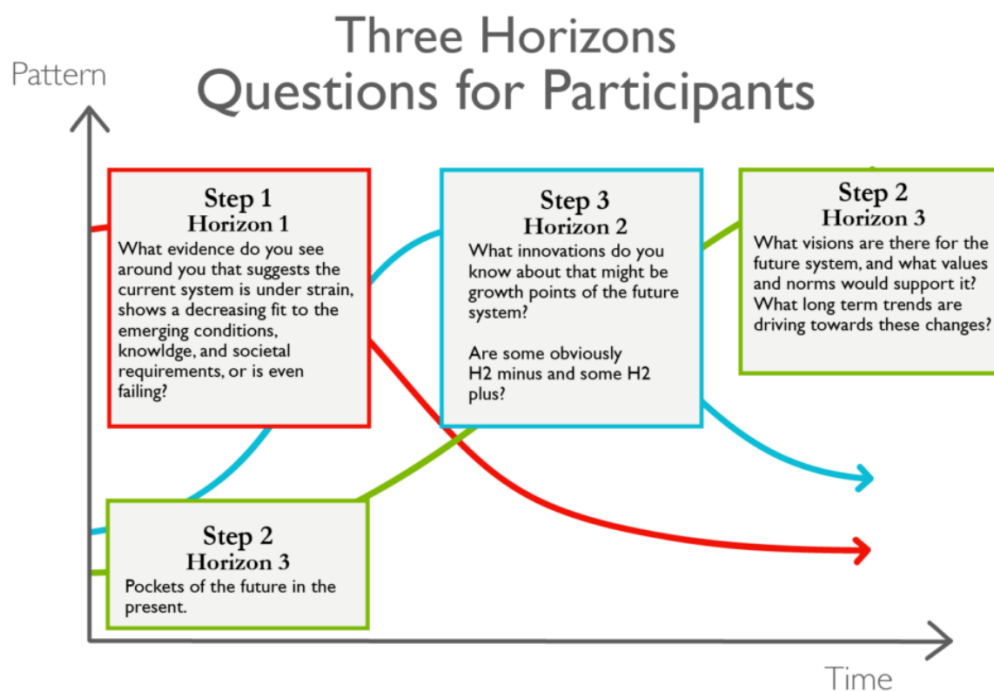 Three Horizons
Questions for Participants
Pattern
Step 1
Horizon 1
What evidence do you see
around you that suggests the
current system is under strain,
shows a decreasing fit to the
emerging conditions,
knowldge, and societal
requirements, or is even
failing?
Step 3
Horizon 2
What innovations do you
know about that might be
growth points of the future
system?
Are some obviously
H2 minus and some H2
plus?
Step 2
Horizon 3
What visions are there for the
future system, and what values
and norms would support it?
What long term trends are
driving towards these changes?
Step 2
Horizon 3
Pockets of the future in the
present.
Time